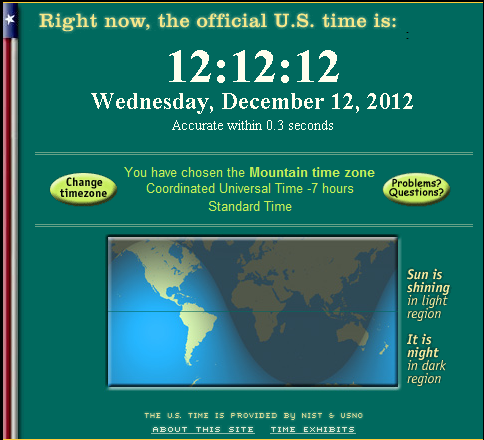 Right now, the official U.S. time is:
12:12:12
Wednesday, December 12, 2012
Accurate within 0.3 seconds
Change
timezone
You have chosen the Mountain time zone
Coordinated Universal Time -7 hours
Standard Time
Problems?
Questions?
Sun is
shining
in light
region
It is
night
in dark
region
THE U.S. TIME IS PROVIDED BY NIST & USNO
ABOUT THIS SITE TIME EXHIBITS